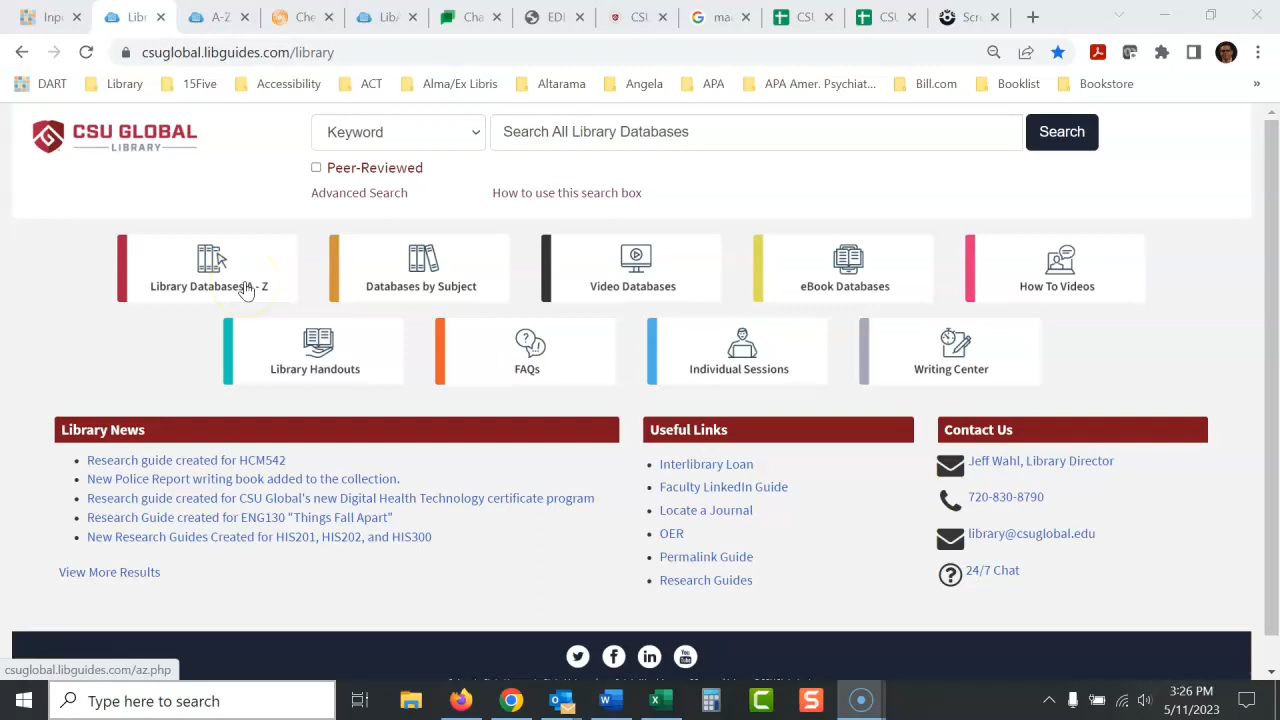 Inp
Libr
A-Z
Che
LibA
Cha
EDI
CSU
mac
CSU
CSU
Scre
csuglobal.libguides.com/library
DART
Library
15Five
Accessibility
ACT
Alma/Ex Libris
Altarama
Angela
APA
APA Amer. Psychiat...
Bill.com
Booklist
Bookstore
»
CSU GLOBAL
LIBRARY
Keyword
Search All Library Databases
Search
Peer-Reviewed
Advanced Search
How to use this search box
Library Databases A - Z
Databases by Subject
Video Databases
eBook Databases
How To Videos
Library Handouts
FAQs
Individual Sessions
Writing Center
Library News
Research guide created for HCM542
New Police Report writing book added to the collection.
Research guide created for CSU Global's new Digital Health Technology certificate program
Research Guide created for ENG130 "Things Fall Apart"
New Research Guides Created for HIS201, HIS202, and HIS300
View More Results
Useful Links
Interlibrary Loan
Faculty LinkedIn Guide
Locate a Journal
OER
Permalink Guide
Research Guides
Contact Us
Jeff Wahl, Library Director
720-830-8790
library@csuglobal.edu
24/7 Chat
csuglobal.libguides.com/az.php
Type here to search
3:26 PM
5/11/2023